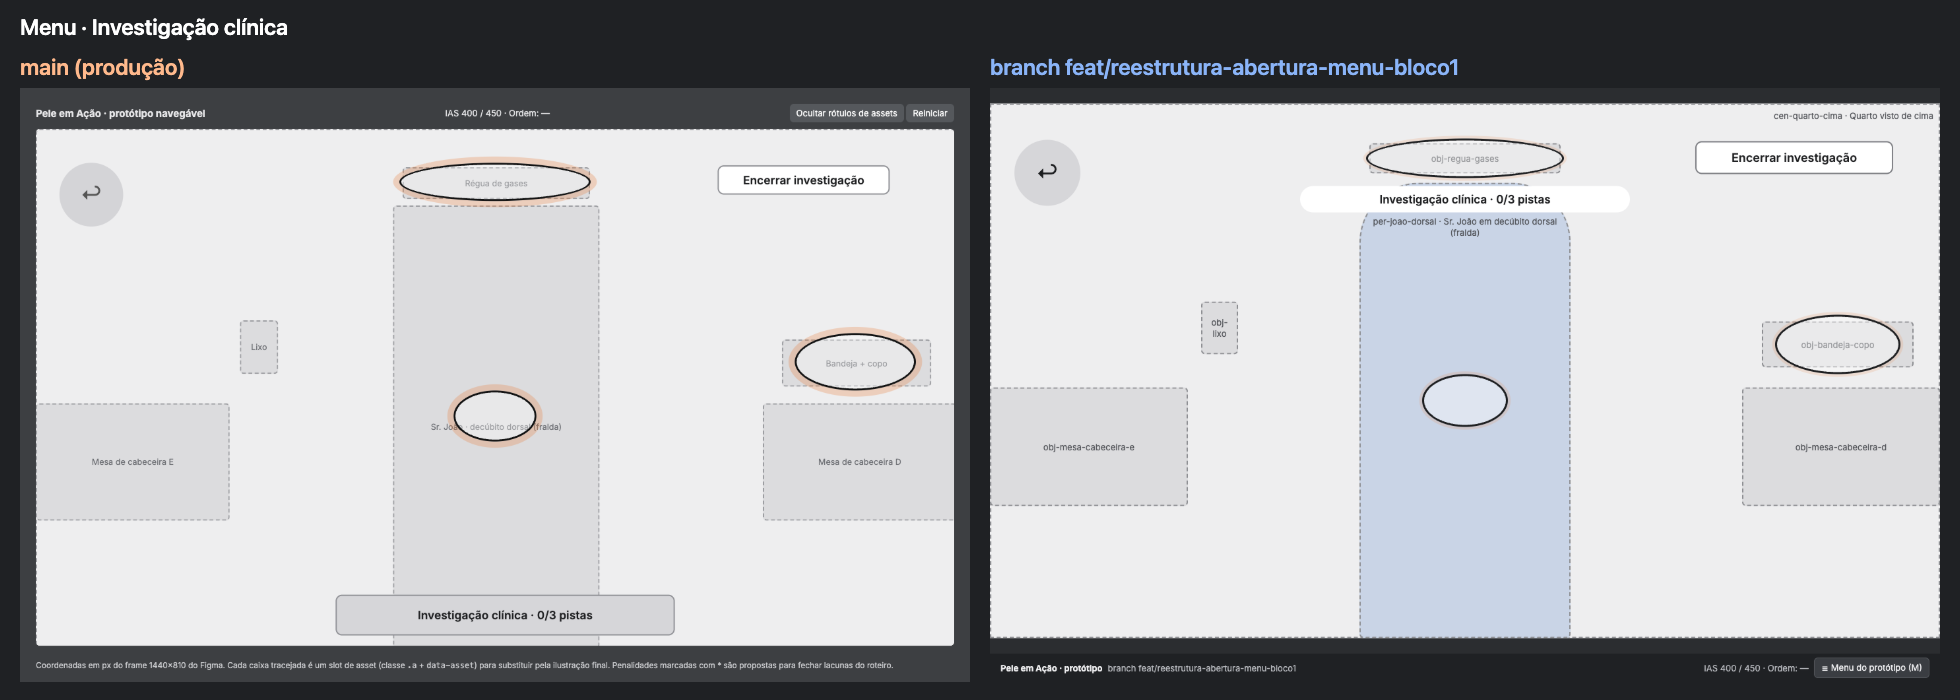 Menu · Investigação clínica
main (produção)
Pele em Ação · protótipo navegável
IAS 400 / 450 · Ordem: —
Ocultar rótulos de assets
Reiniciar
Régua de gases
Encerrar investigação
Lixo
Bandeja + copo
Sr. João · decúbito dorsal (fralda)
Mesa de cabeceira E
Mesa de cabeceira D
Investigação clínica · 0/3 pistas
Coordenadas em px do frame 1440×810 do Figma. Cada caixa tracejada é um slot de asset (classe .a + data-asset) para substituir pela ilustração final. Penalidades marcadas com * são propostas para fechar lacunas do roteiro.
branch feat/reestrutura-abertura-menu-bloco1
cen-quarto-cima · Quarto visto de cima
obj-regua-gases
Encerrar investigação
Investigação clínica · 0/3 pistas
per-joao-dorsal · Sr. João em decúbito dorsal
(fralda)
obj-
lixo
obj-bandeja-copo
obj-mesa-cabeceira-e
obj-mesa-cabeceira-d
Pele em Ação · protótipo branch feat/reestrutura-abertura-menu-bloco1
IAS 400 / 450 · Ordem: —
≡ Menu do protótipo (M)